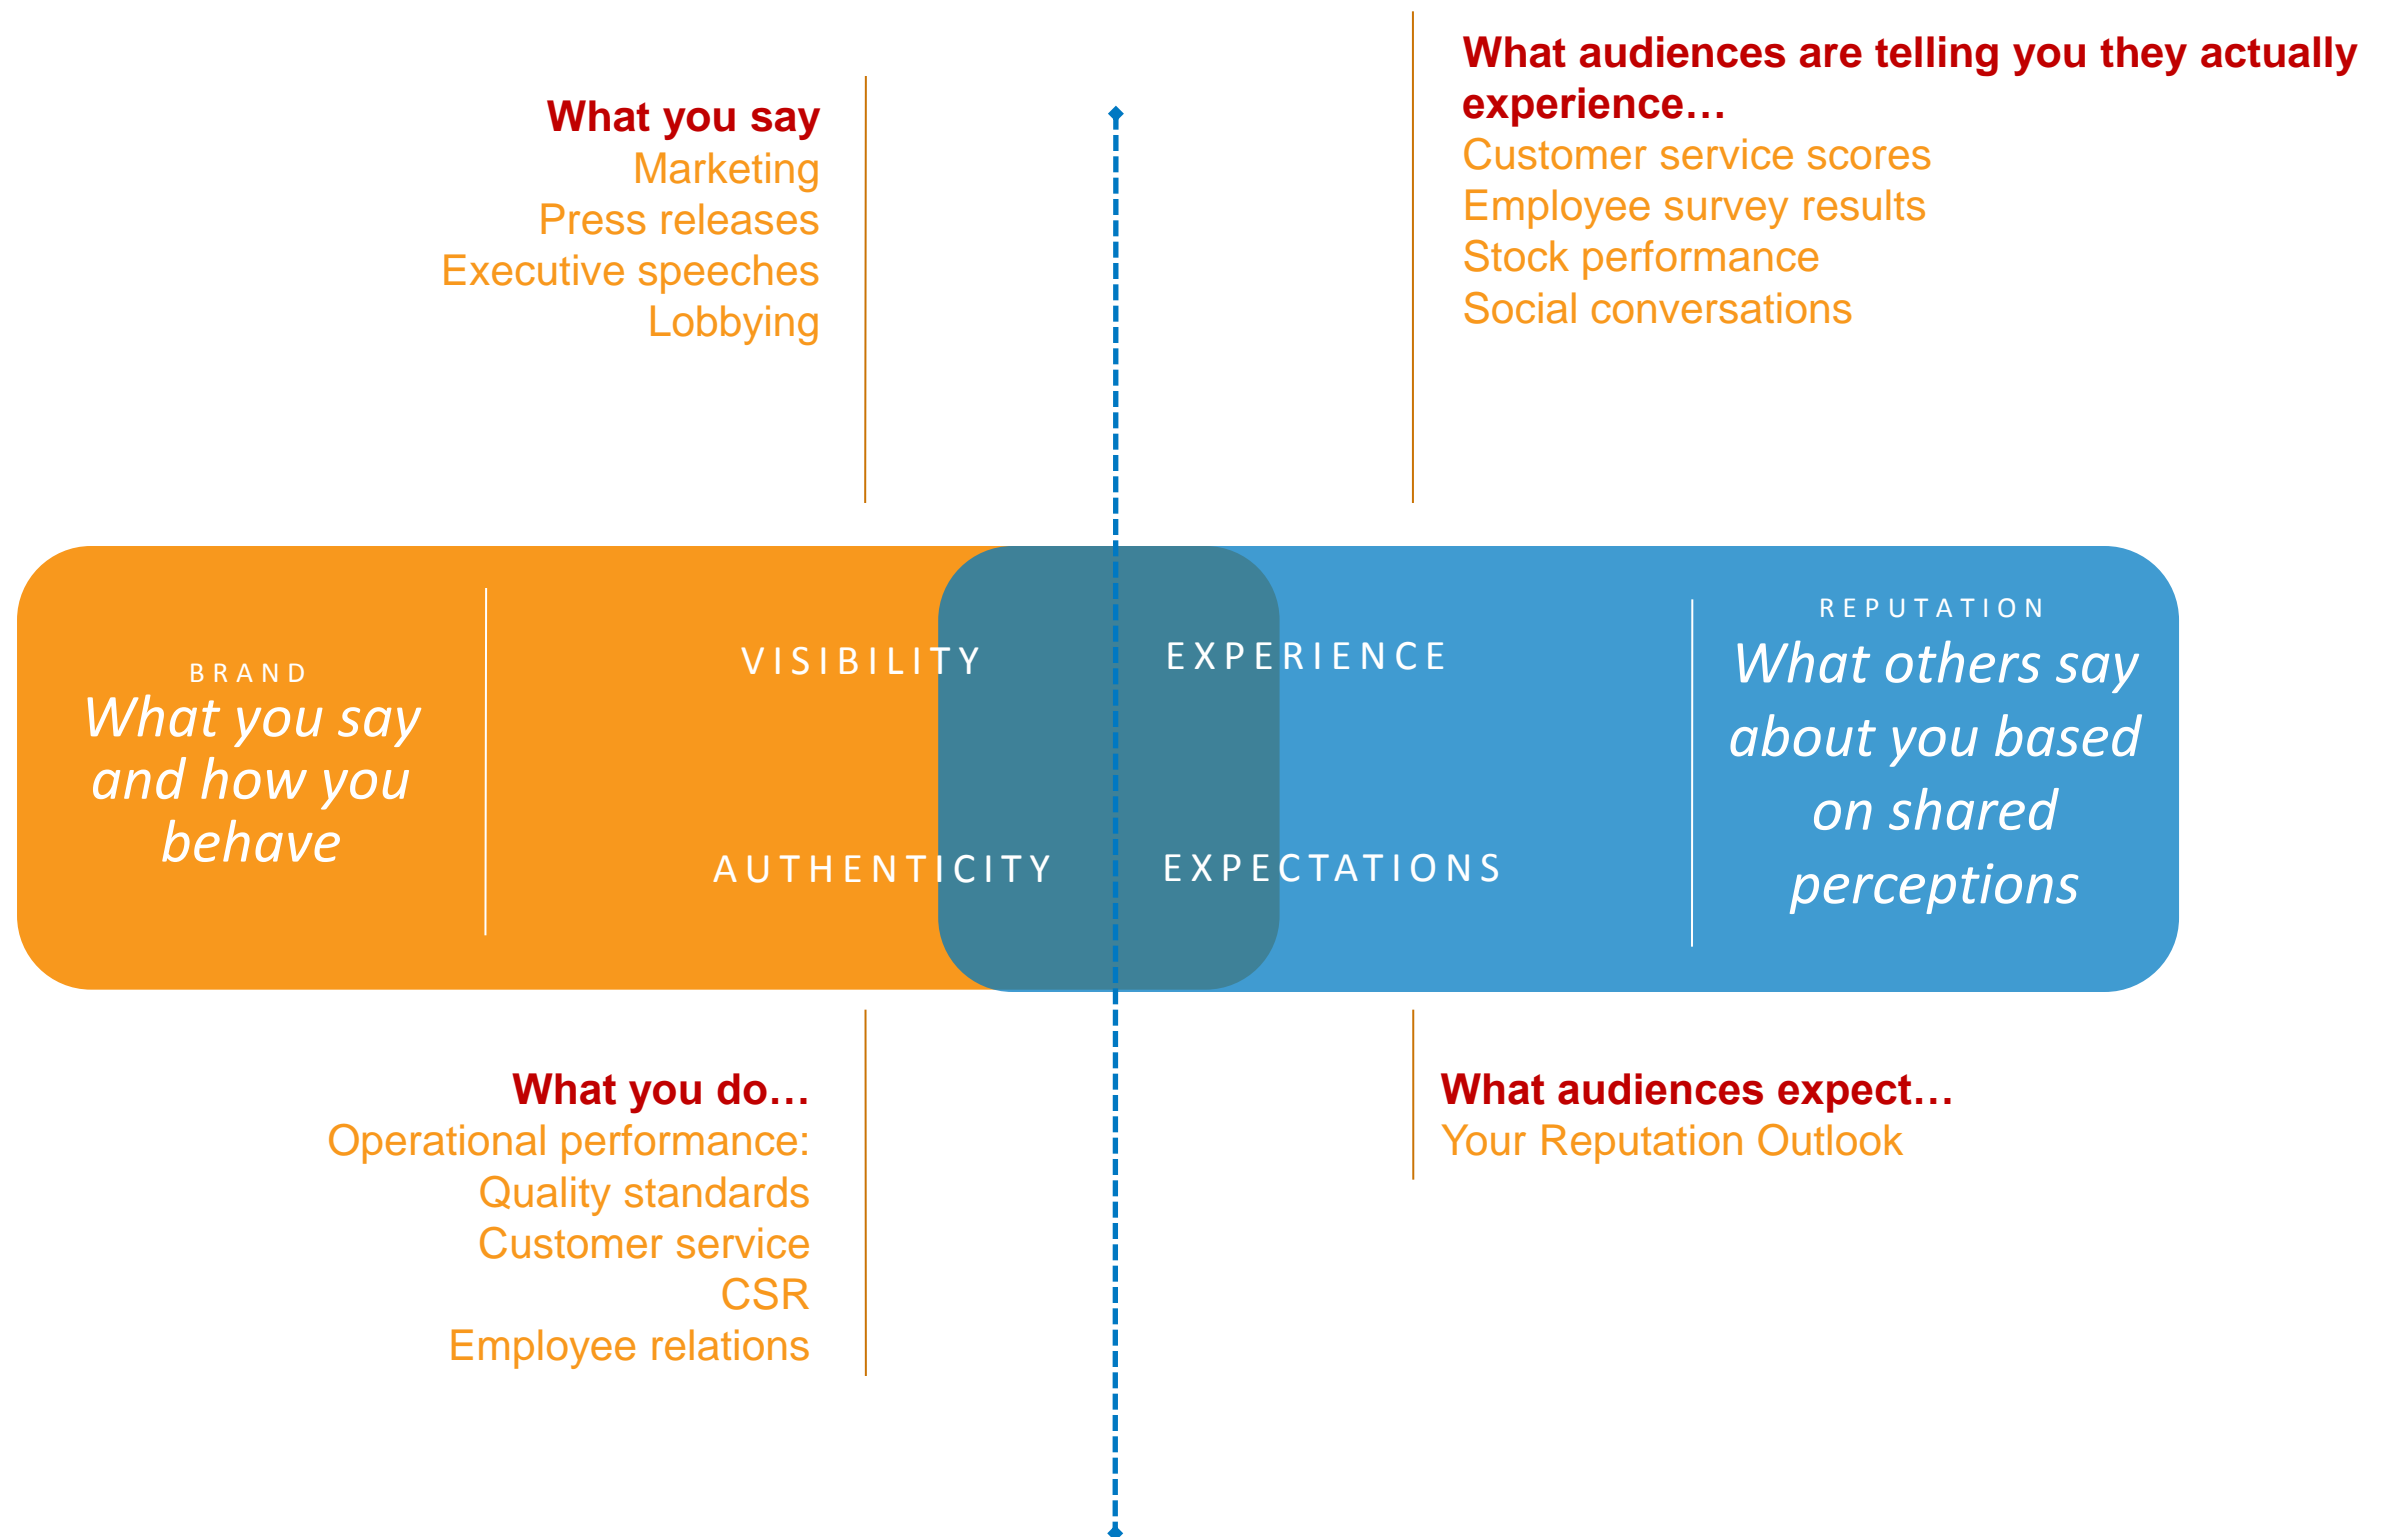 What you say
Marketing
Press releases
Executive speeches
Lobbying
What audiences are telling you they actually
experience…
Customer service scores
Employee survey results
Stock performance
Social conversations
BRAND
What you say
and how you
behave
VISIBILITY
AUTHENTICITY
EXPERIENCE
EXPECTATIONS
REPUTATION
What others say
about you based
on shared
perceptions
What you do…
Operational performance:
Quality standards
Customer service
CSR
Employee relations
What audiences expect…
Your Reputation Outlook